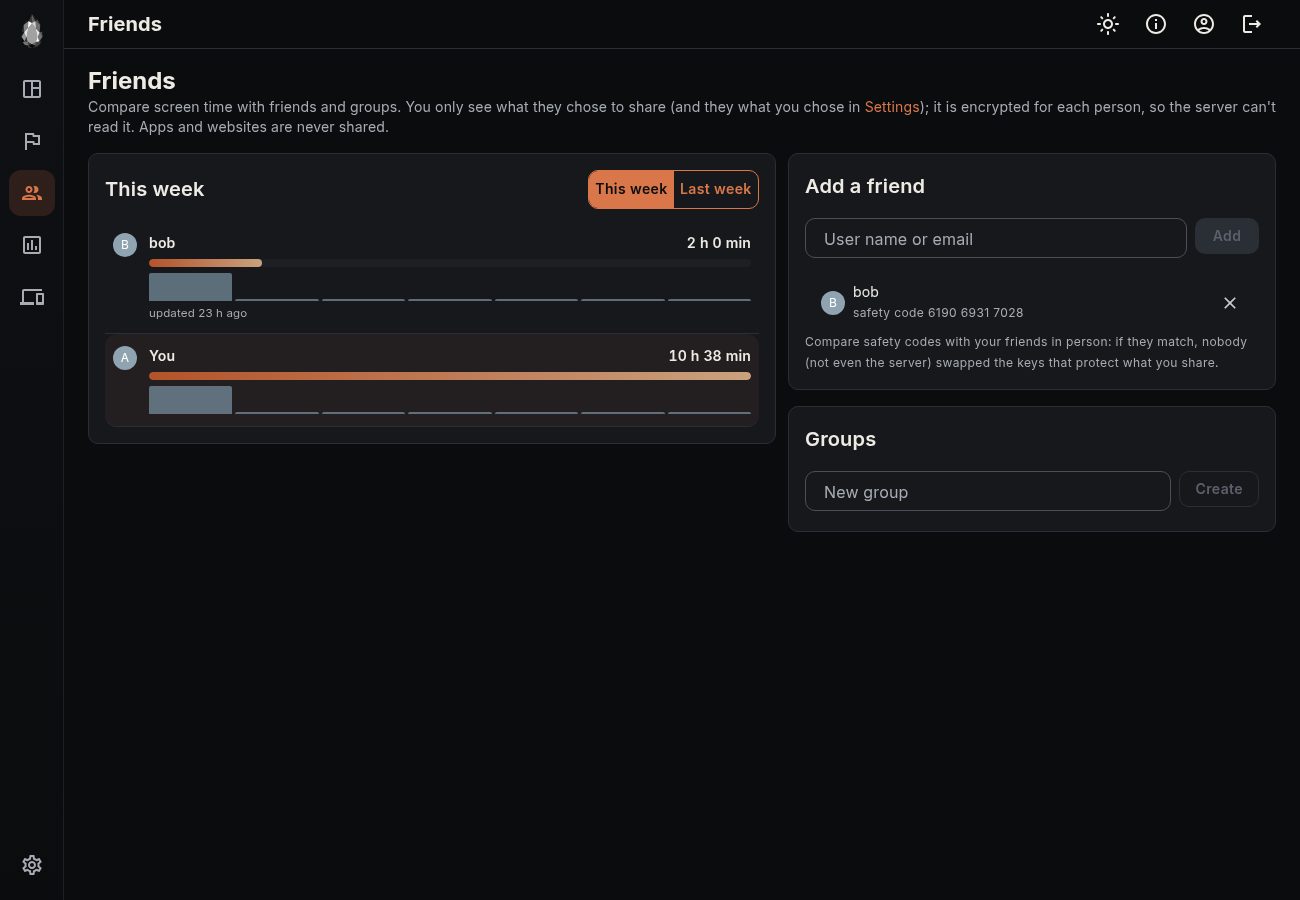 Friends
Friends
Compare screen time with friends and groups. You only see what they chose to share (and they what you chose in Settings); it is encrypted for each person, so the server can't
read it. Apps and websites are never shared.
This week
This week
Last week
B
bob
2 h 0 min
updated 23 h ago
A
You
10 h 38 min
Add a friend
User name or email
Add
B
bob
safety code 6190 6931 7028
Compare safety codes with your friends in person: if they match, nobody
(not even the server) swapped the keys that protect what you share.
Groups
New group
Create